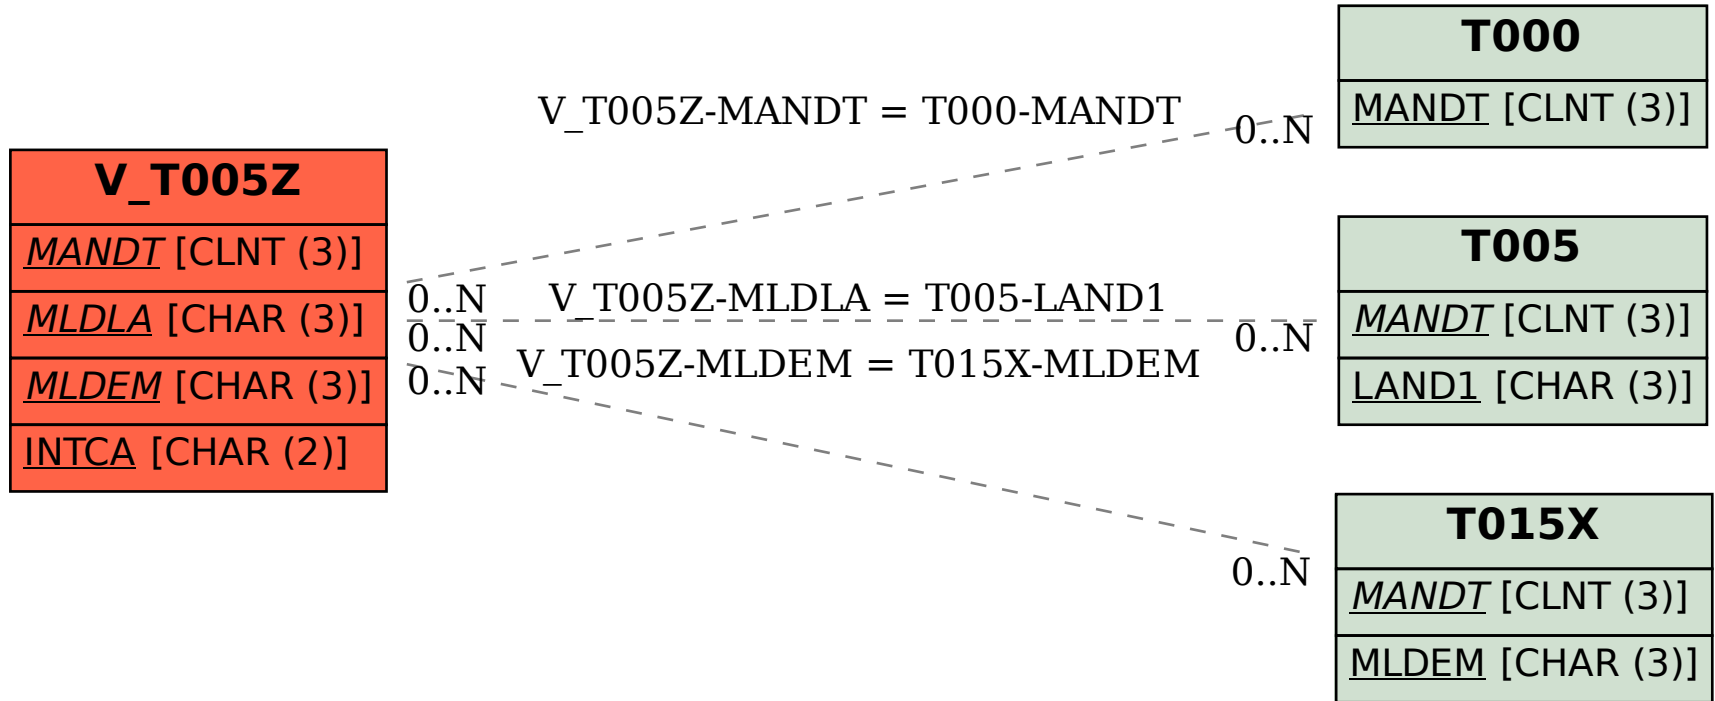 V_T005Z
MANDT [CLNT (3)]
MLDLA [CHAR (3)]
MLDEM [CHAR (3)]
INTCA [CHAR (2)]
V_T005Z-MANDT = T000-MANDT
0..N
0..N
V_T005Z-MLDLA = T005-LAND1
0..N
0..N
V_T005Z-MLDEM = T015X-MLDEM
0..N
0..N
T000
MANDT [CLNT (3)]
T005
MANDT [CLNT (3)]
LAND1 [CHAR (3)]
T015X
MANDT [CLNT (3)]
MLDEM [CHAR (3)]